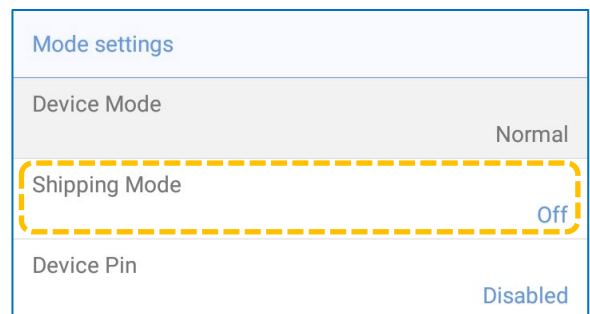 Mode settings
Device Mode
Normal
Shipping Mode
Off
Device Pin
Disabled